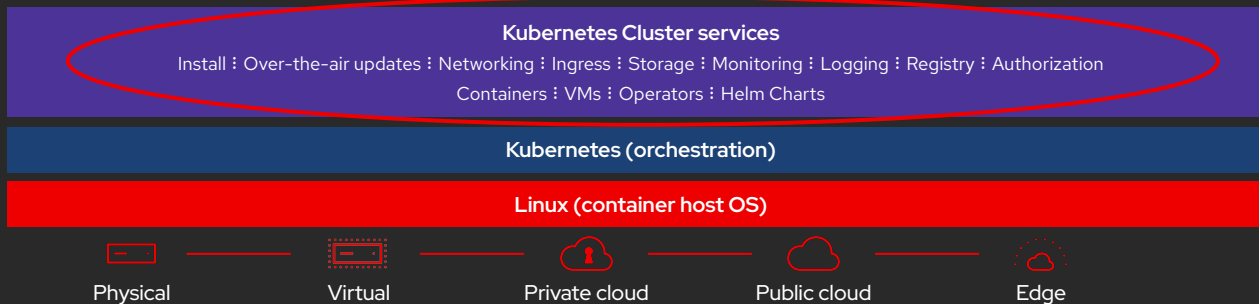 Kubernetes Cluster services
Install ⋮ Over-the-air updates ⋮ Networking ⋮ Ingress ⋮ Storage ⋮ Monitoring ⋮ Logging ⋮ Registry ⋮ Authorization
Containers ⋮ VMs ⋮ Operators ⋮ Helm Charts
Kubernetes (orchestration)
Linux (container host OS)
Physical Virtual Private cloud Public cloud Edge